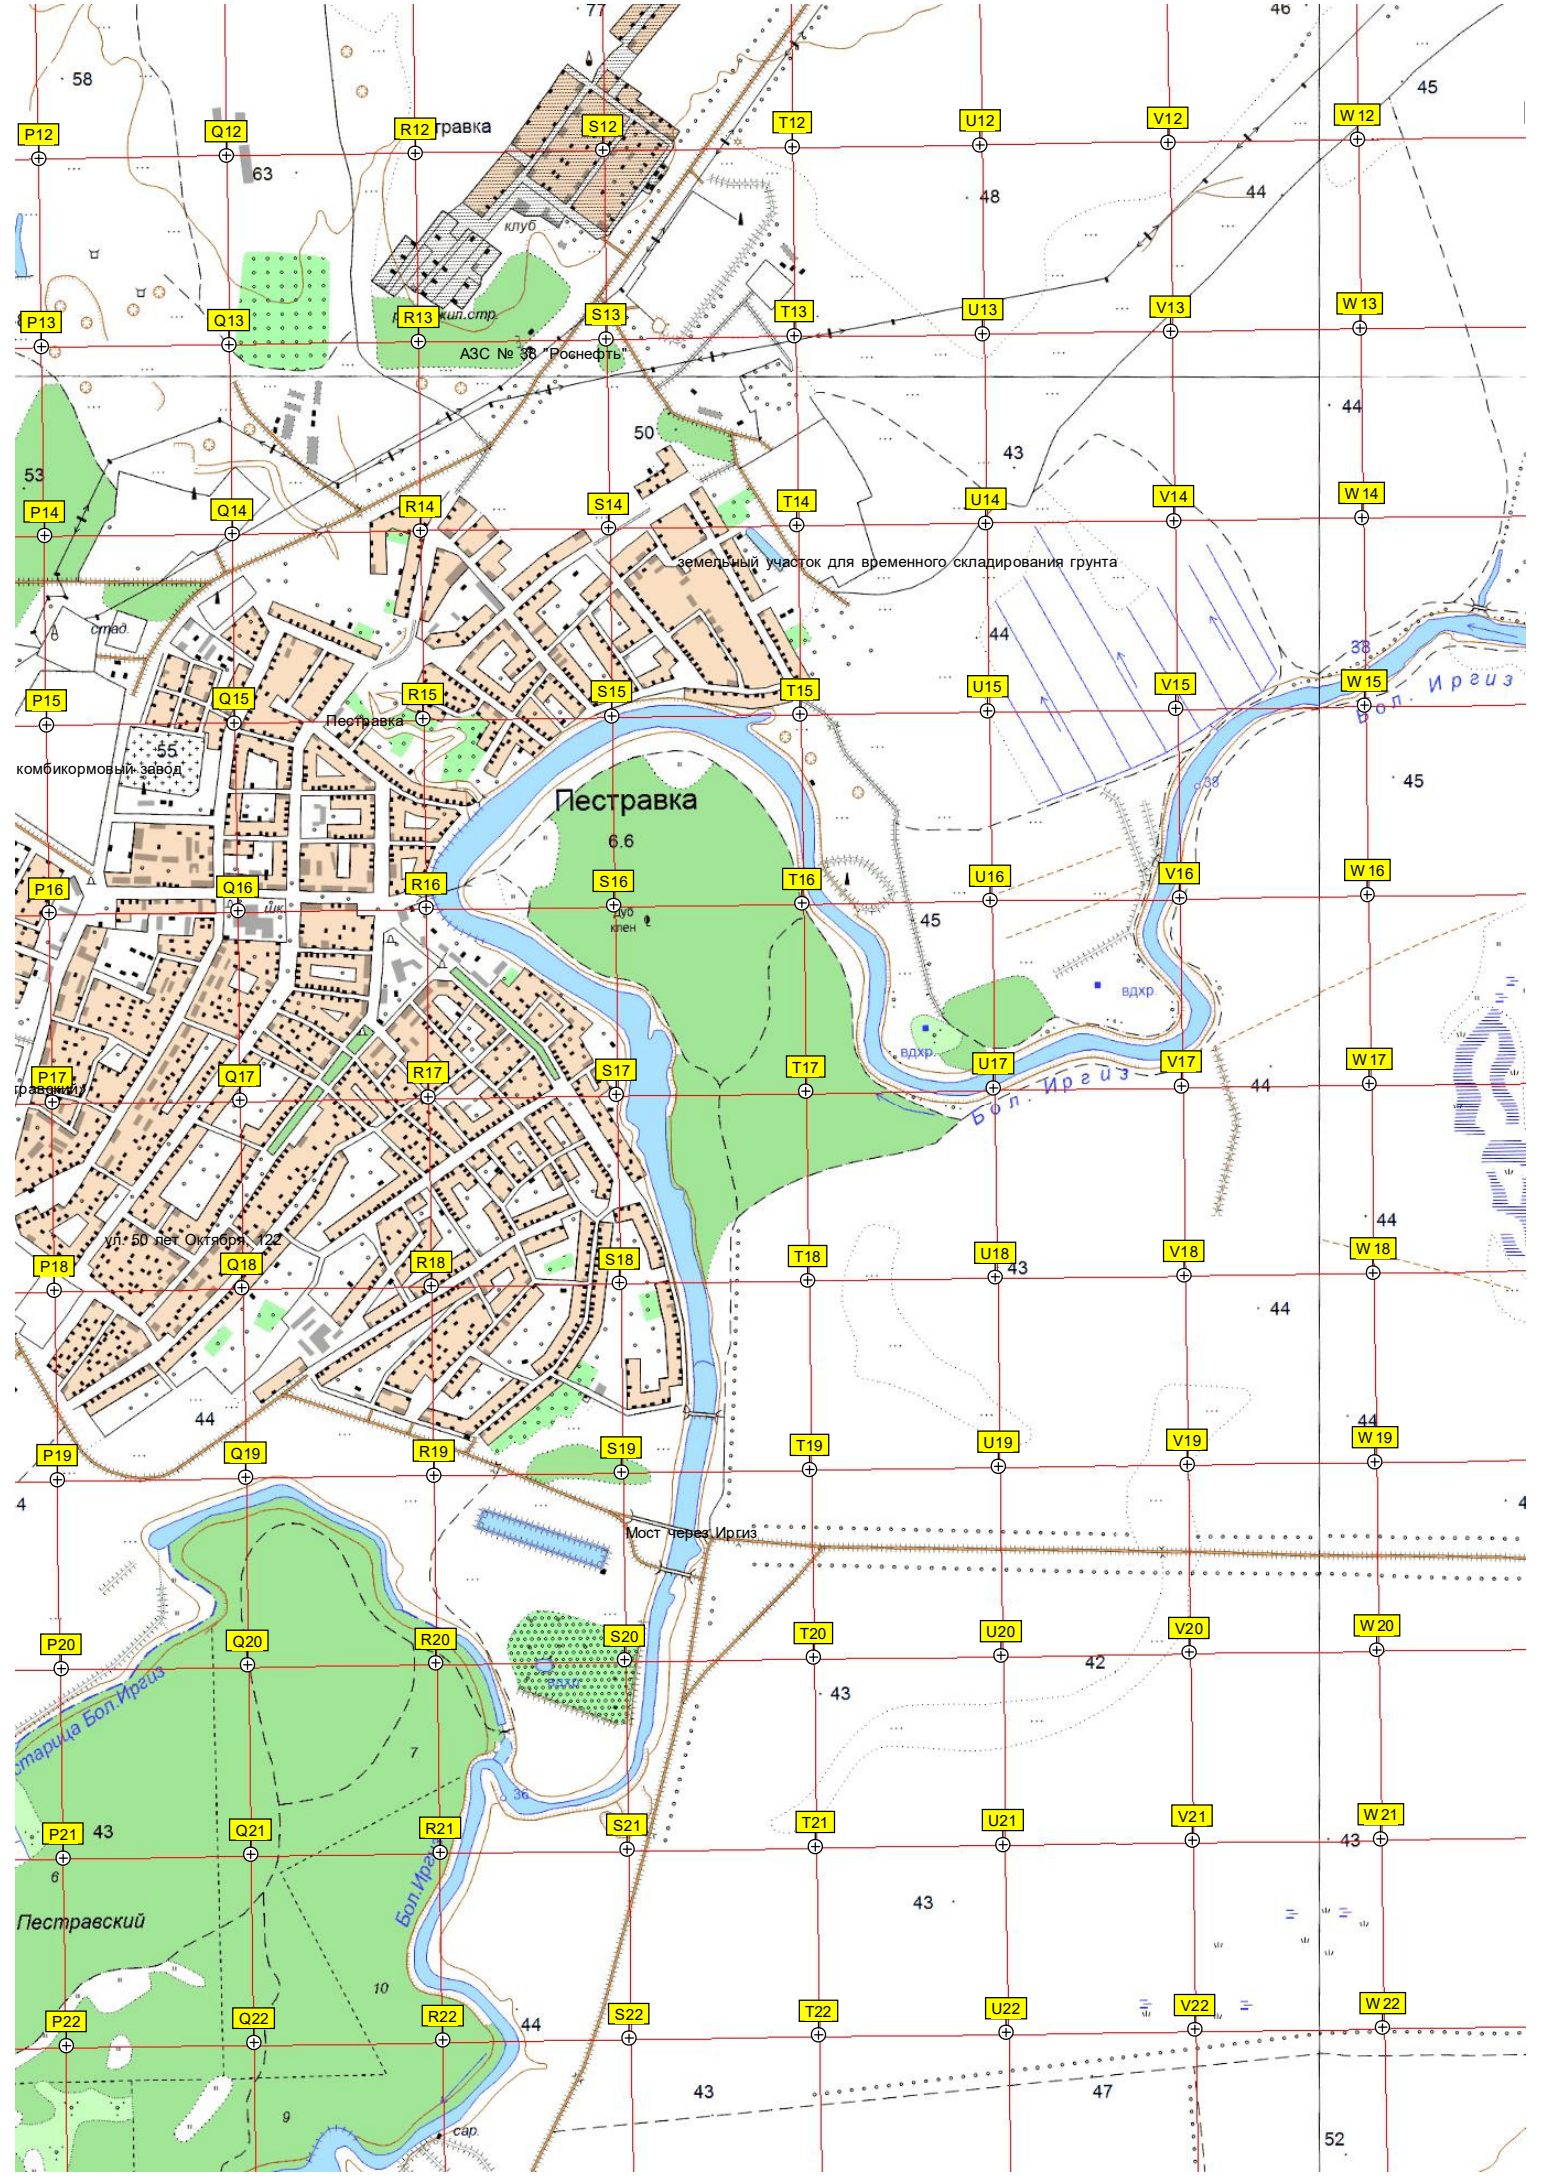 77
46
58
45
P12
Q12
R12
травка
S12
T12
U12
V12
W12
63
48
44
клуб
P13
Q13
R13
S13
T13
U13
V13
W13
АЗС № 38 "Роснефть"
44
50
43
53
P14
Q14
R14
S14
T14
U14
V14
W14
земельный участок для временного складирования грунта
стад.
44
38
P15
Q15
R15
S15
T15
U15
V15
W15
Бол. Иргиз
Пестравка
55
комбикормовый завод
38
45
Пестравка
6.6
P16
Q16
R16
S16
T16
U16
V16
W16
шк.
дуб
клен
45
вдхр.
вдхр.
P17
Q17
R17
S17
T17
U17
V17
W17
травский)
Бол. Иргиз
44
44
ул. 50 лет Октября, 122
P18
Q18
R18
S18
T18
U18
V18
W18
43
44
44
44
P19
Q19
R19
S19
T19
U19
V19
W19
4
4
Мост через Иргиз
P20
Q20
R20
S20
T20
U20
V20
W20
42
вдхр.
43
старица Бол.Иргиз
7
36
P21
Q21
R21
S21
T21
U21
V21
W21
43
43
6
Бол.Иргиз
43
Пестравский
10
P22
Q22
R22
S22
T22
U22
V22
W22
44
43
47
9
сар.
52